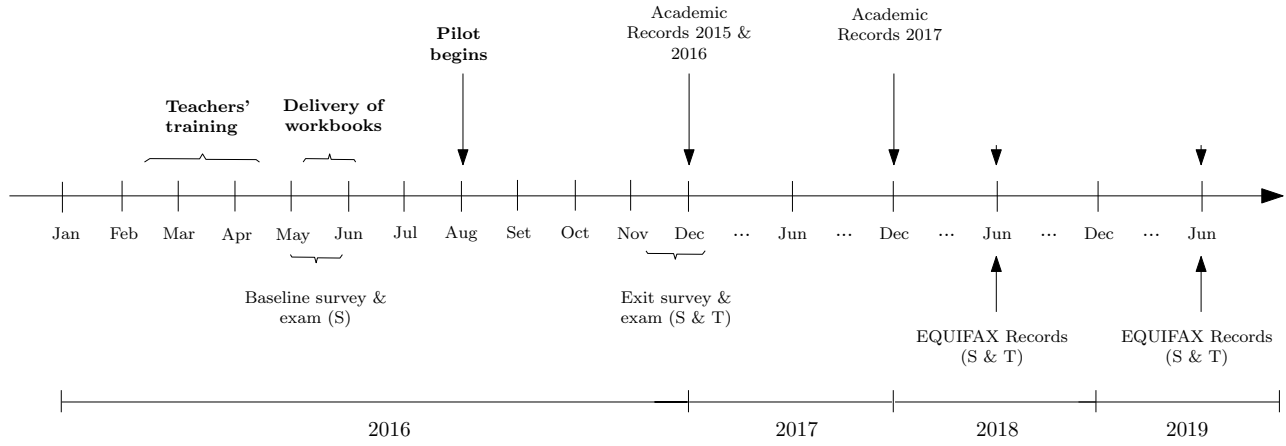 Academic
Records 2015 &
2016
Academic
Records 2017
Pilot
begins
Teachers'
training
Delivery of
workbooks
Jan Feb Mar Apr May Jun Jul Aug Set Oct Nov Dec ... Jun ... Dec ... Jun ... Dec ... Jun
Baseline survey &
exam (S)
Exit survey &
exam (S & T)
EQUIFAX Records
(S & T)
EQUIFAX Records
(S & T)
2016 2017 2018 2019